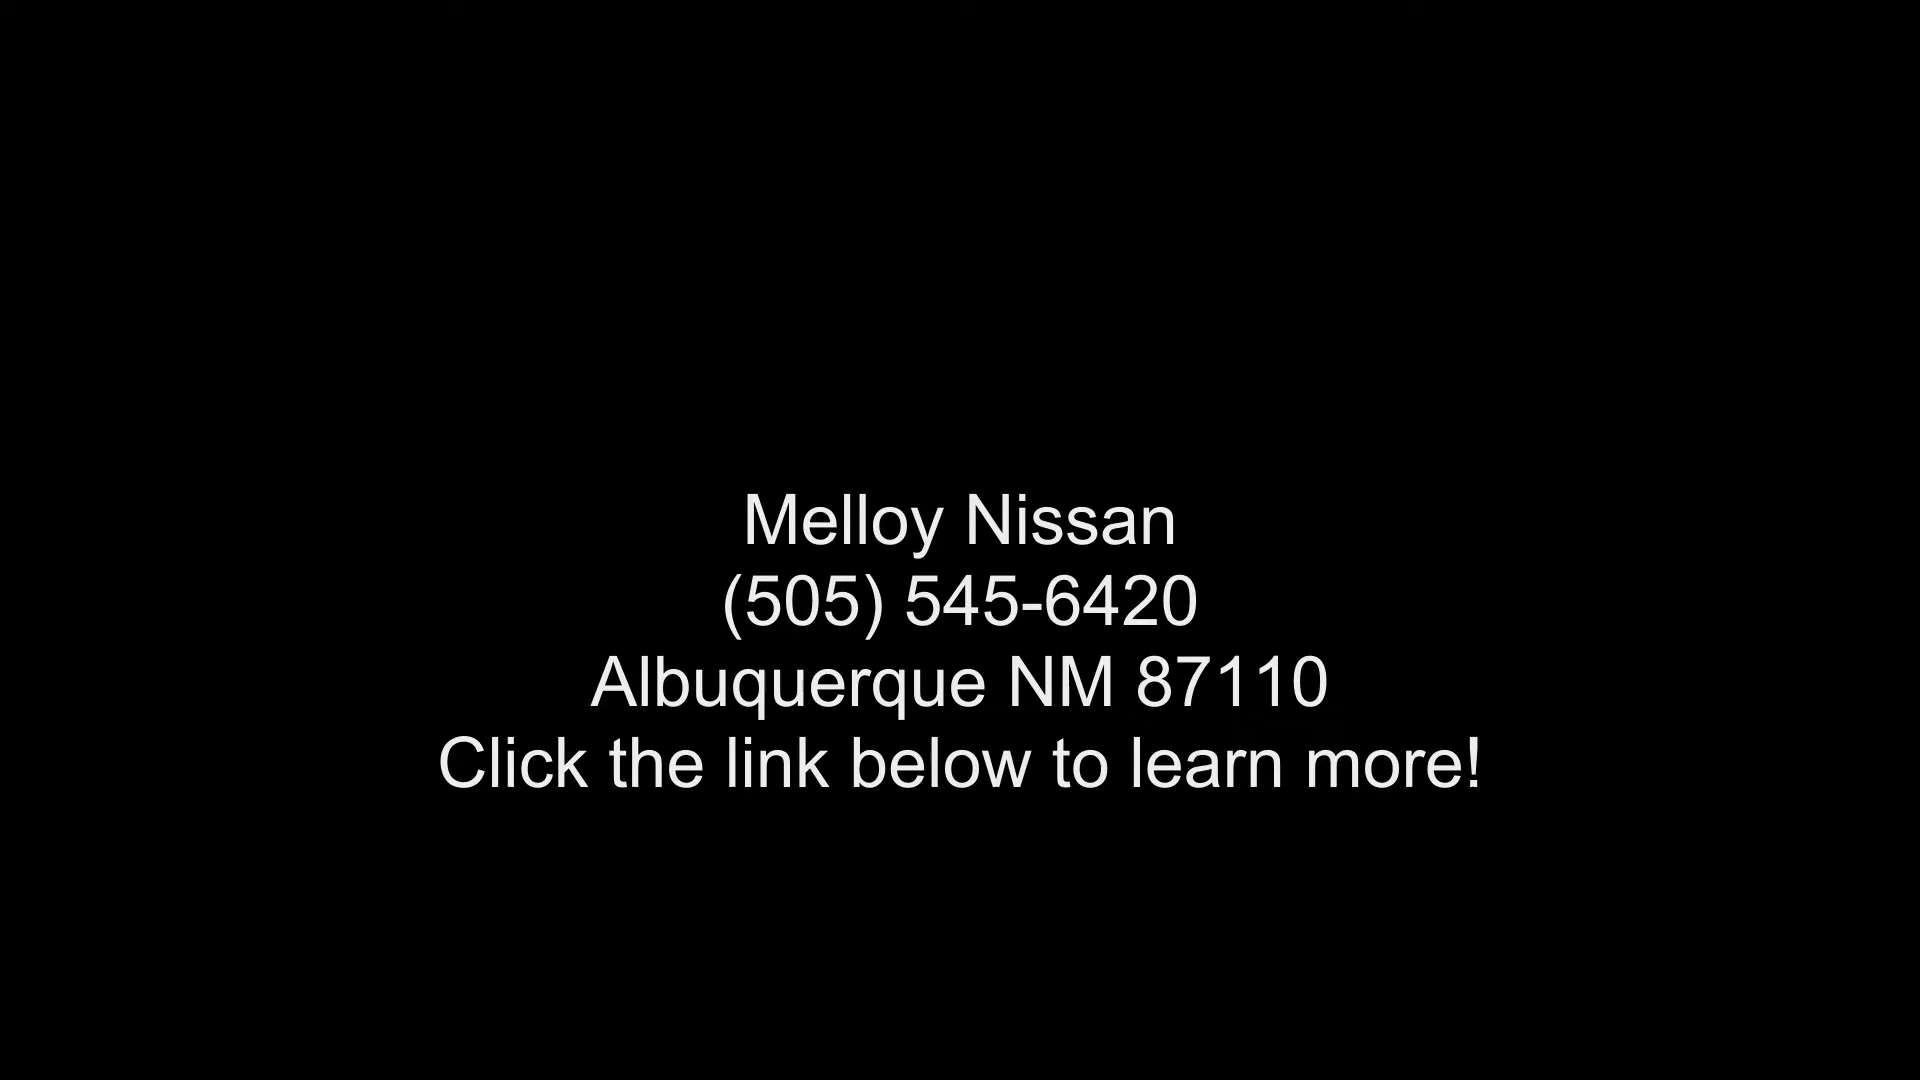 Melloy Nissan
(505) 545-6420
Albuquerque NM 87110
Click the link below to learn more!